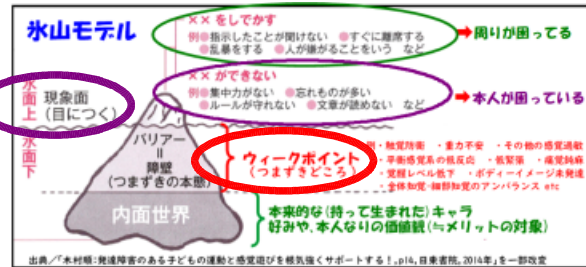 氷山モデル
×× をしでかす
例●指示したことが聞けない ●すぐに離席する
●乱暴をする ●人が嫌がることをいう など
➡周りが困ってる
×× ができない
例●集中力がない ●忘れものが多い
●ルールが守れない ●文章が読めない など
➡本人が困っている
水面上
現象面
(目につく)
水面下
バリアー
=
障壁
(つまずきの本態)
ウィークポイント
(つまずきどころ)
例・触覚防衛 ・重力不安 ・その他の感覚過敏
・平衡感覚系の低反応 ・低緊張 ・痛覚鈍麻
・覚醒レベル低下 ・ボディーイメージ未発達
・全体知覚・細部知覚のアンバランス etc
内面世界
本来的な(持って生まれた)キャラ
好みや、本人なりの価値観(≒メリットの対象)
出典／「木村順:発達障害のある子どもの運動と感覚遊びを根気強くサポートする!,p14,日東書院,2014年」を一部改変